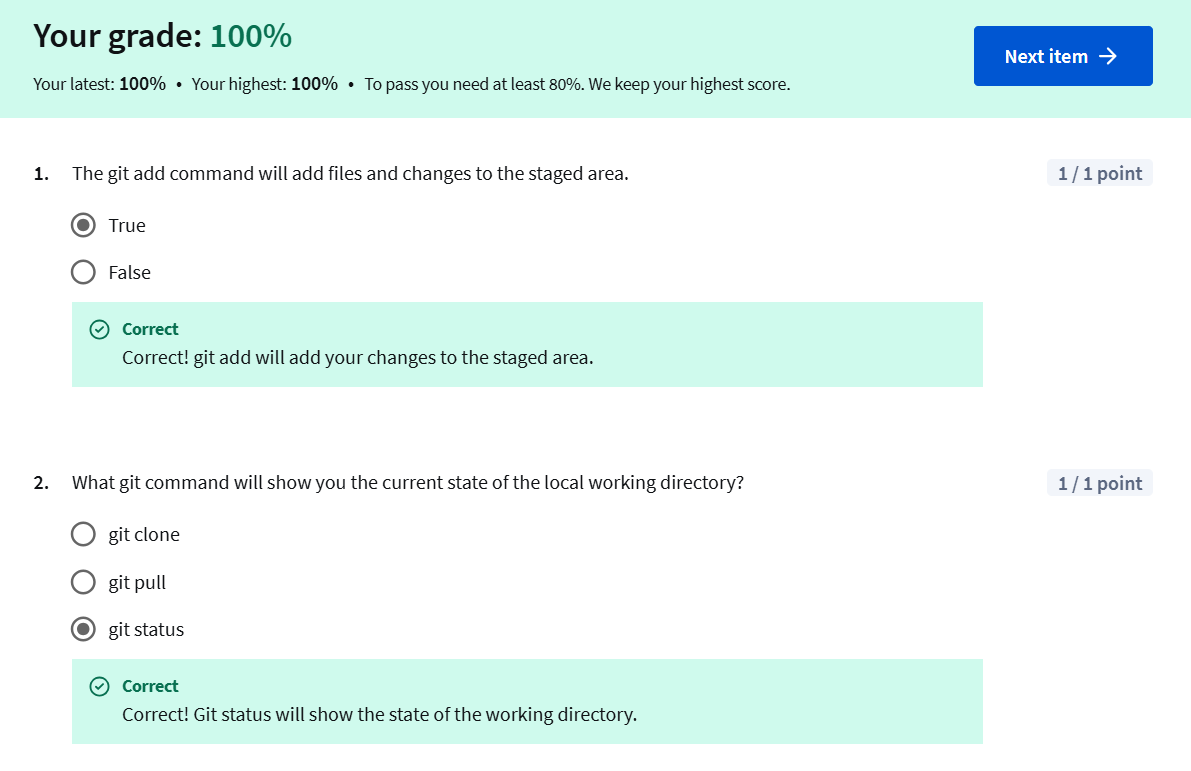 Your grade: 100%
Next item →
Your latest: 100% • Your highest: 100% • To pass you need at least 80%. We keep your highest score.
1. The git add command will add files and changes to the staged area.
1 / 1 point
True
False
Correct
Correct! git add will add your changes to the staged area.
2. What git command will show you the current state of the local working directory?
1 / 1 point
git clone
git pull
git status
Correct
Correct! Git status will show the state of the working directory.